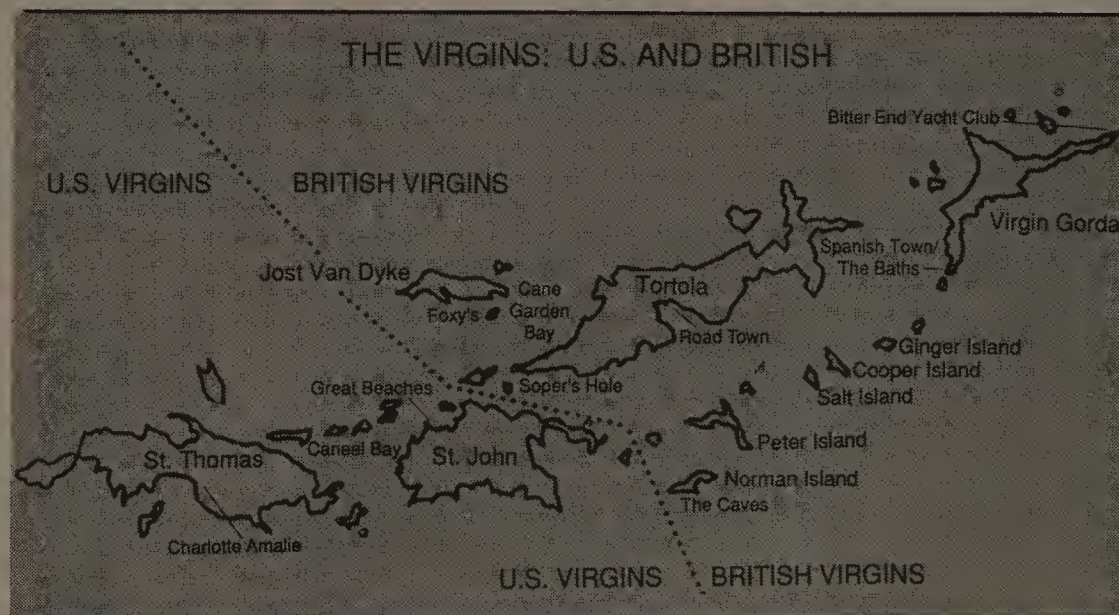 THE VIRGINS: U.S. AND BRITISH
Bitter End Yacht Club
U.S. VIRGINS
BRITISH VIRGINS
Virgin Gorda
Spanish Town/
The Baths
Jost Van Dyke
Tortola
Cane
Garden
Bay
Foxy's
Road Town
Ginger Island
Cooper Island
Salt Island
Great Beaches
Soper's Hole
Caneel Bay
Peter Island
St. Thomas
St. John
Norman Island
The Caves
Charlotte Amalie
U.S. VIRGINS
BRITISH VIRGINS